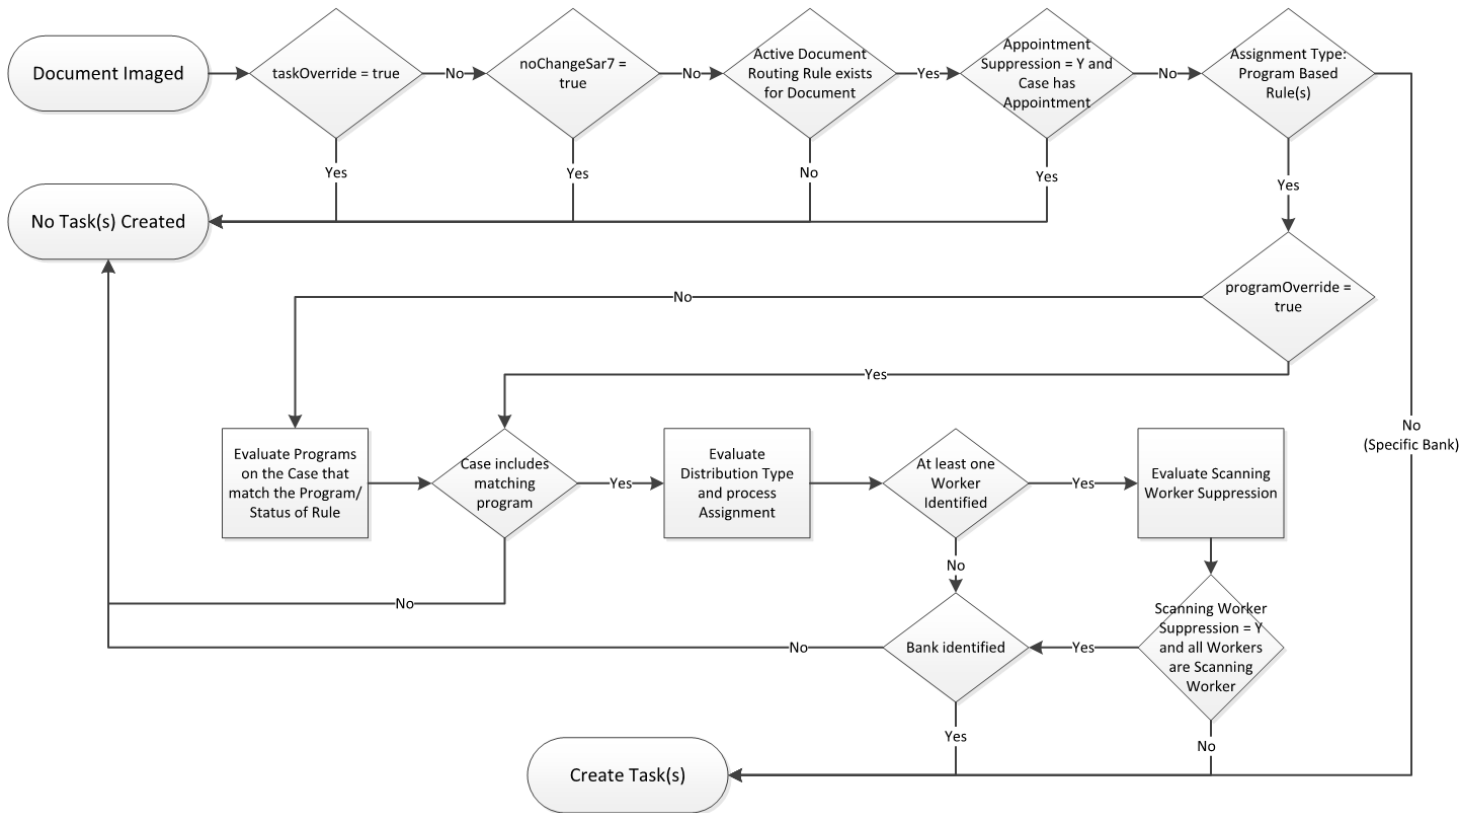 Document Imaged
taskOverride = true
No
noChangeSar7 =
true
No
Active Document
Routing Rule exists
for Document
Yes
Appointment
Suppression = Y and
Case has
Appointment
No
Assignment Type:
Program Based
Rule(s)
Yes
Yes
No
Yes
Yes
No Task(s) Created
programOverride =
true
No
Yes
No
(Specific Bank)
Evaluate Programs
on the Case that
match the Program/
Status of Rule
Case includes
matching
program
Yes
Evaluate
Distribution Type
and process
Assignment
At least one
Worker
Identified
Yes
Evaluate Scanning
Worker Suppression
No
No
Scanning Worker
Suppression = Y
and all Workers
are Scanning
Worker
Yes
Bank identified
No
Yes
No
Create Task(s)